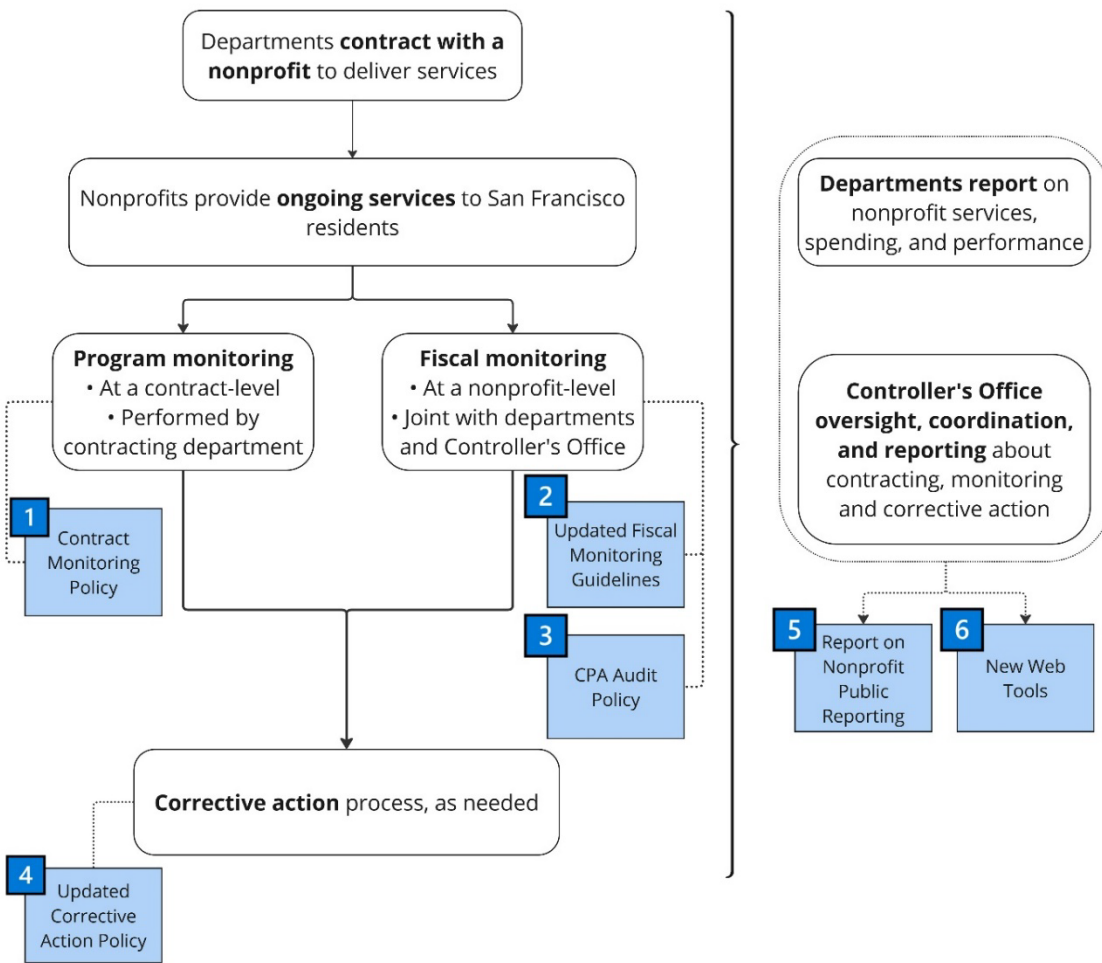 Departments contract with a
nonprofit to deliver services
Nonprofits provide ongoing services to San Francisco
residents
Program monitoring
• At a contract-level
• Performed by
contracting department
Fiscal monitoring
• At a nonprofit-level
• Joint with departments
and Controller's Office
1
Contract
Monitoring
Policy
2
Updated Fiscal
Monitoring
Guidelines
3
CPA Audit
Policy
Corrective action process, as needed
4
Updated
Corrective
Action Policy
Departments report on
nonprofit services,
spending, and performance
Controller's Office
oversight, coordination,
and reporting about
contracting, monitoring
and corrective action
5
Report on
Nonprofit
Public
Reporting
6
New Web
Tools